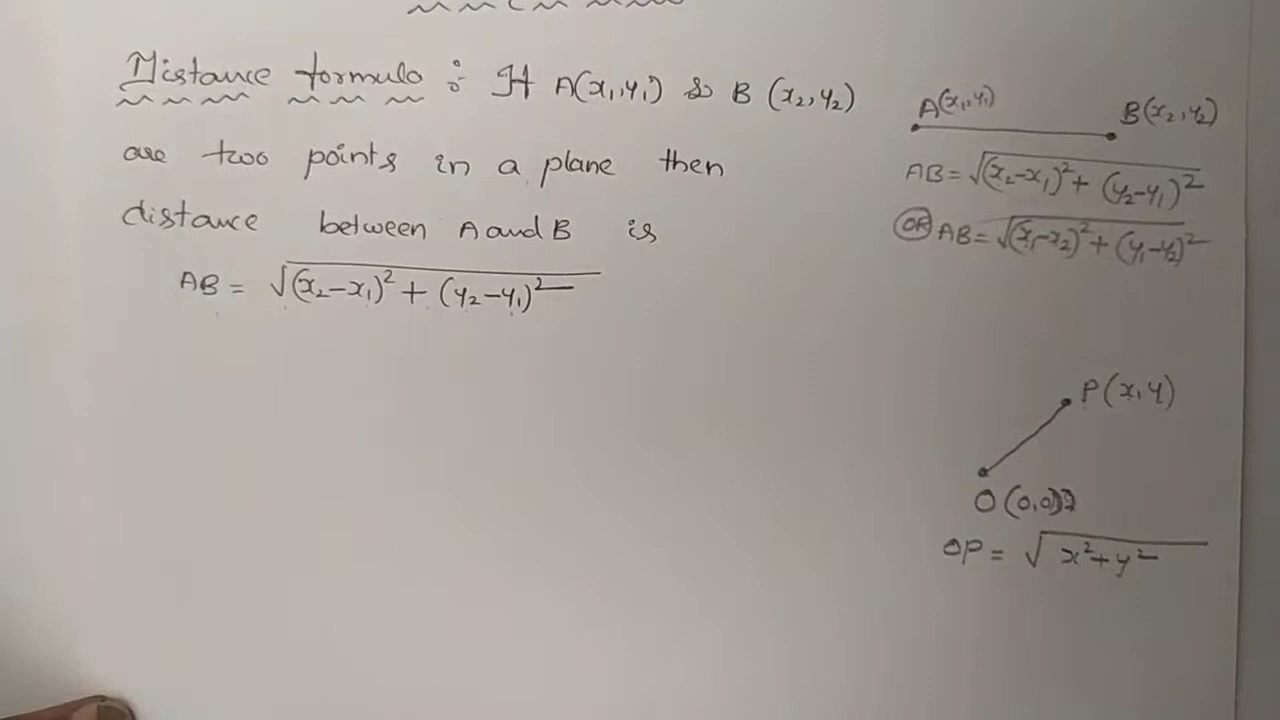 Distance formula : If A(x₁,y₁) & B (x₂,y₂)
are two points in a plane then
distance between A and B is
AB = √(x₂-x₁)² + (y₂-y₁)²
A(x₁,y₁) B(x₂,y₂)
AB = √(x₂-x₁)² + (y₂-y₁)²
OR AB = √(x₁-x₂)² + (y₁-y₂)²
P(x,y)
O (0,0)
OP = √x²+y²